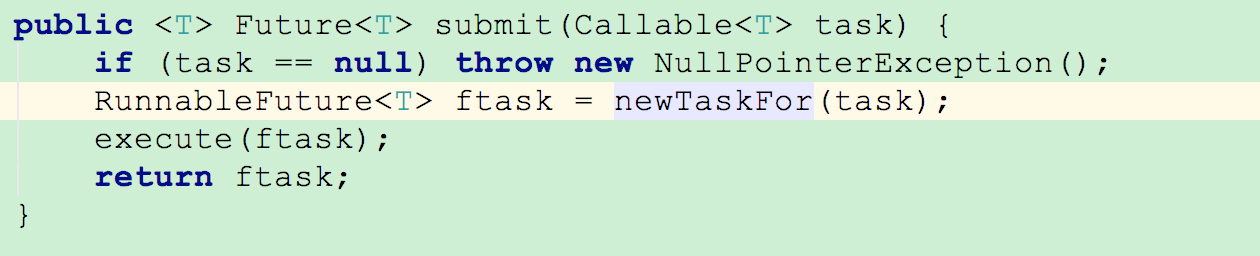 public <T> Future<T> submit(Callable<T> task) {
    if (task == null) throw new NullPointerException();
    RunnableFuture<T> ftask = newTaskFor(task);
    execute(ftask);
    return ftask;
}